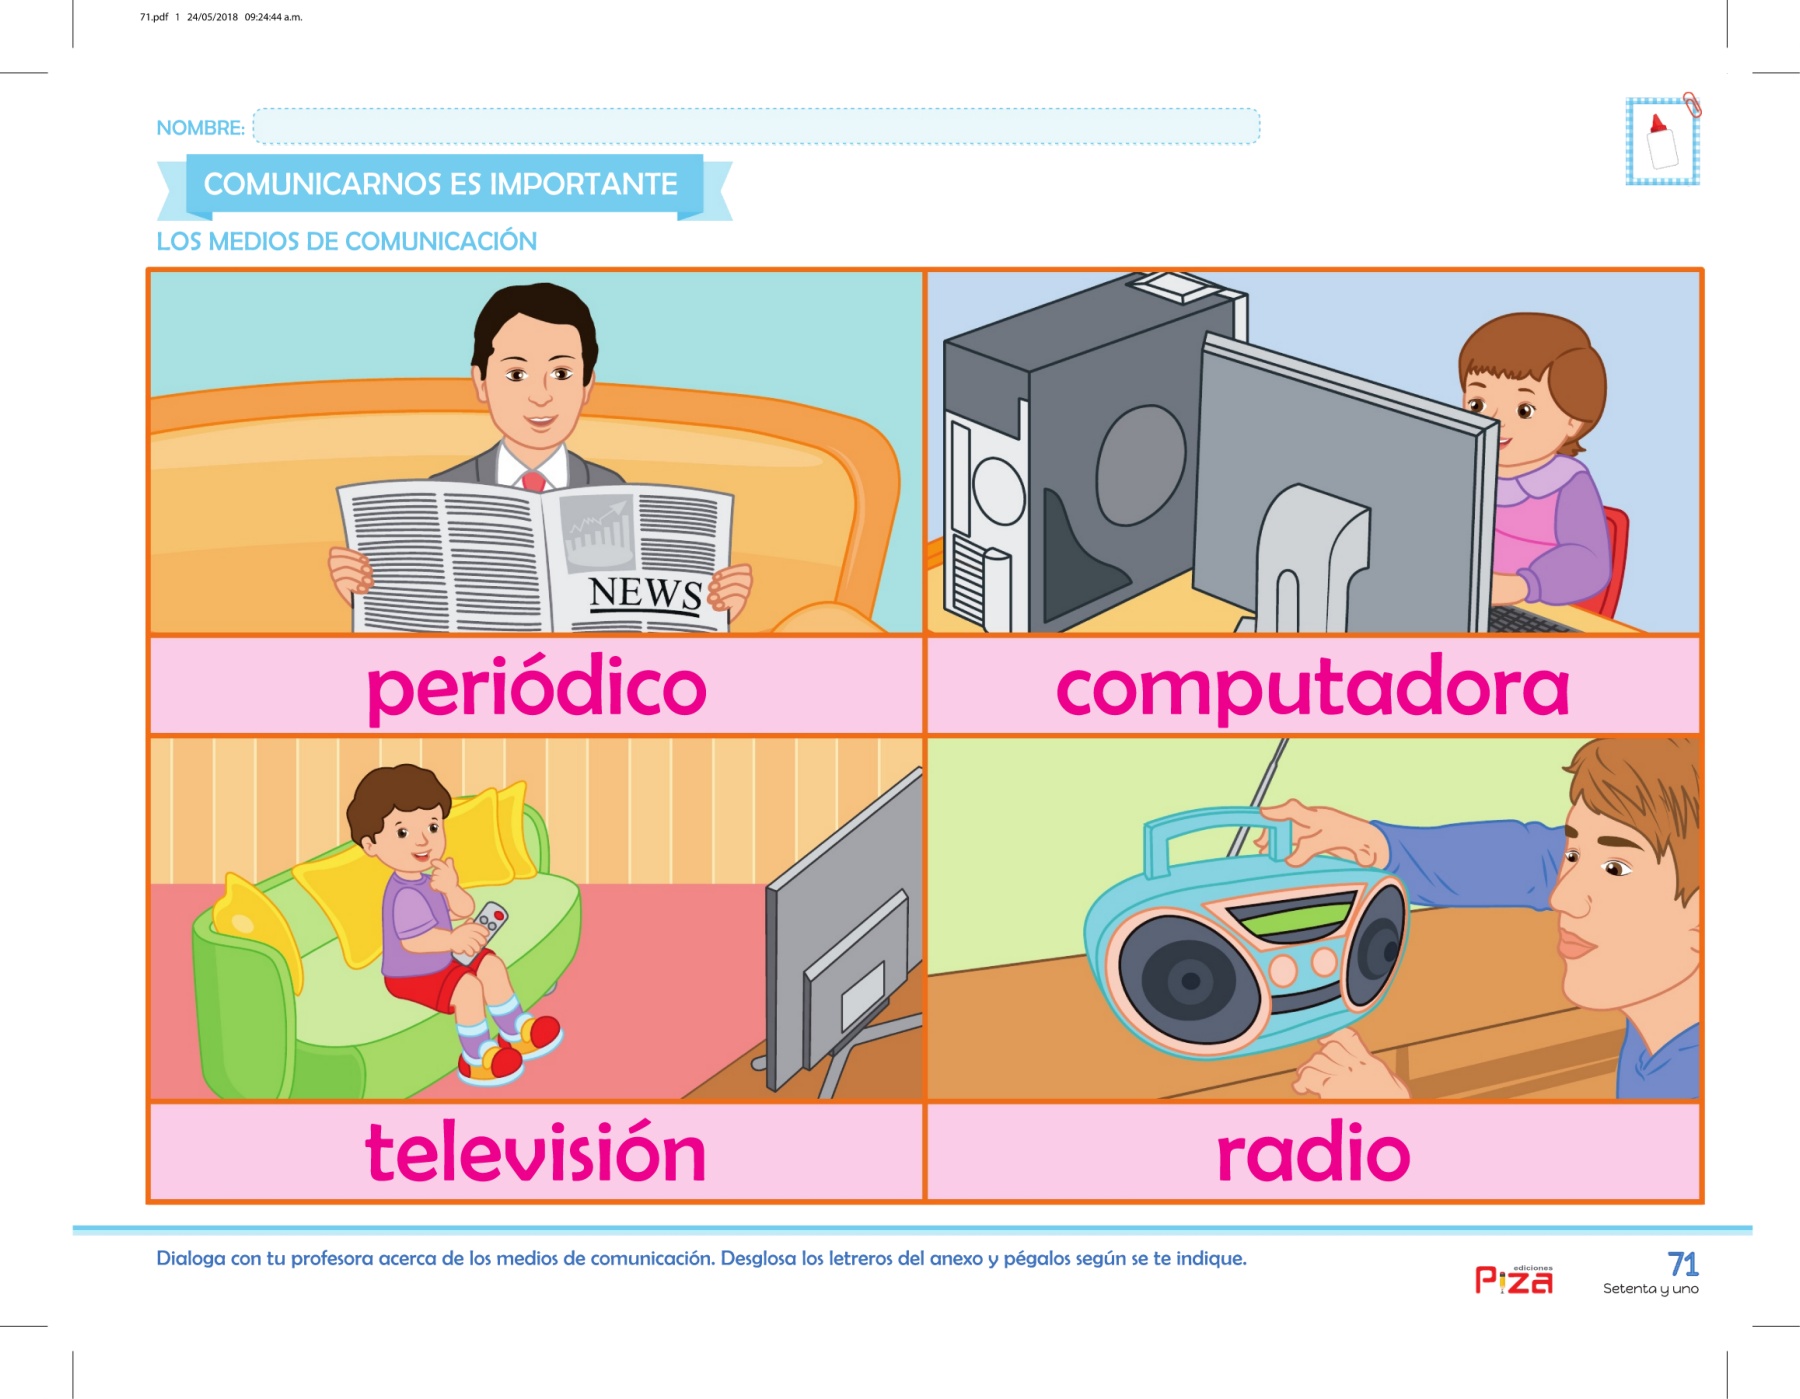 71.pdf 1 24/05/2018 09:24:44 a.m.
NOMBRE:
COMUNICARNOS ES IMPORTANTE
LOS MEDIOS DE COMUNICACIÓN
NEWS
periódico
computadora
televisión
radio
Dialoga con tu profesora acerca de los medios de comunicación. Desglosa los letreros del anexo y pégalos según se te indique.
ediciones
Piza
71
Setenta y uno